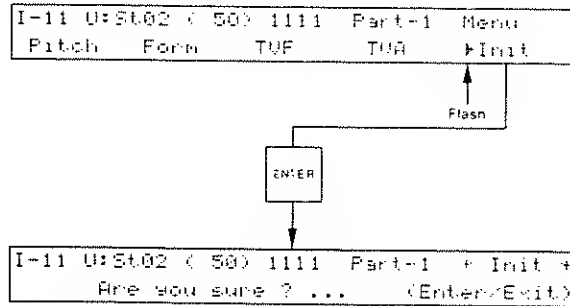 I-11 U:St02 ( 50) 1111 Part-1 Menu
Pitch Form TVF TVA ▶Init
Flash
ENTER
I-11 U:St02 ( 50) 1111 Part-1 + Init +
Are you sure ? ... (Enter/Exit)